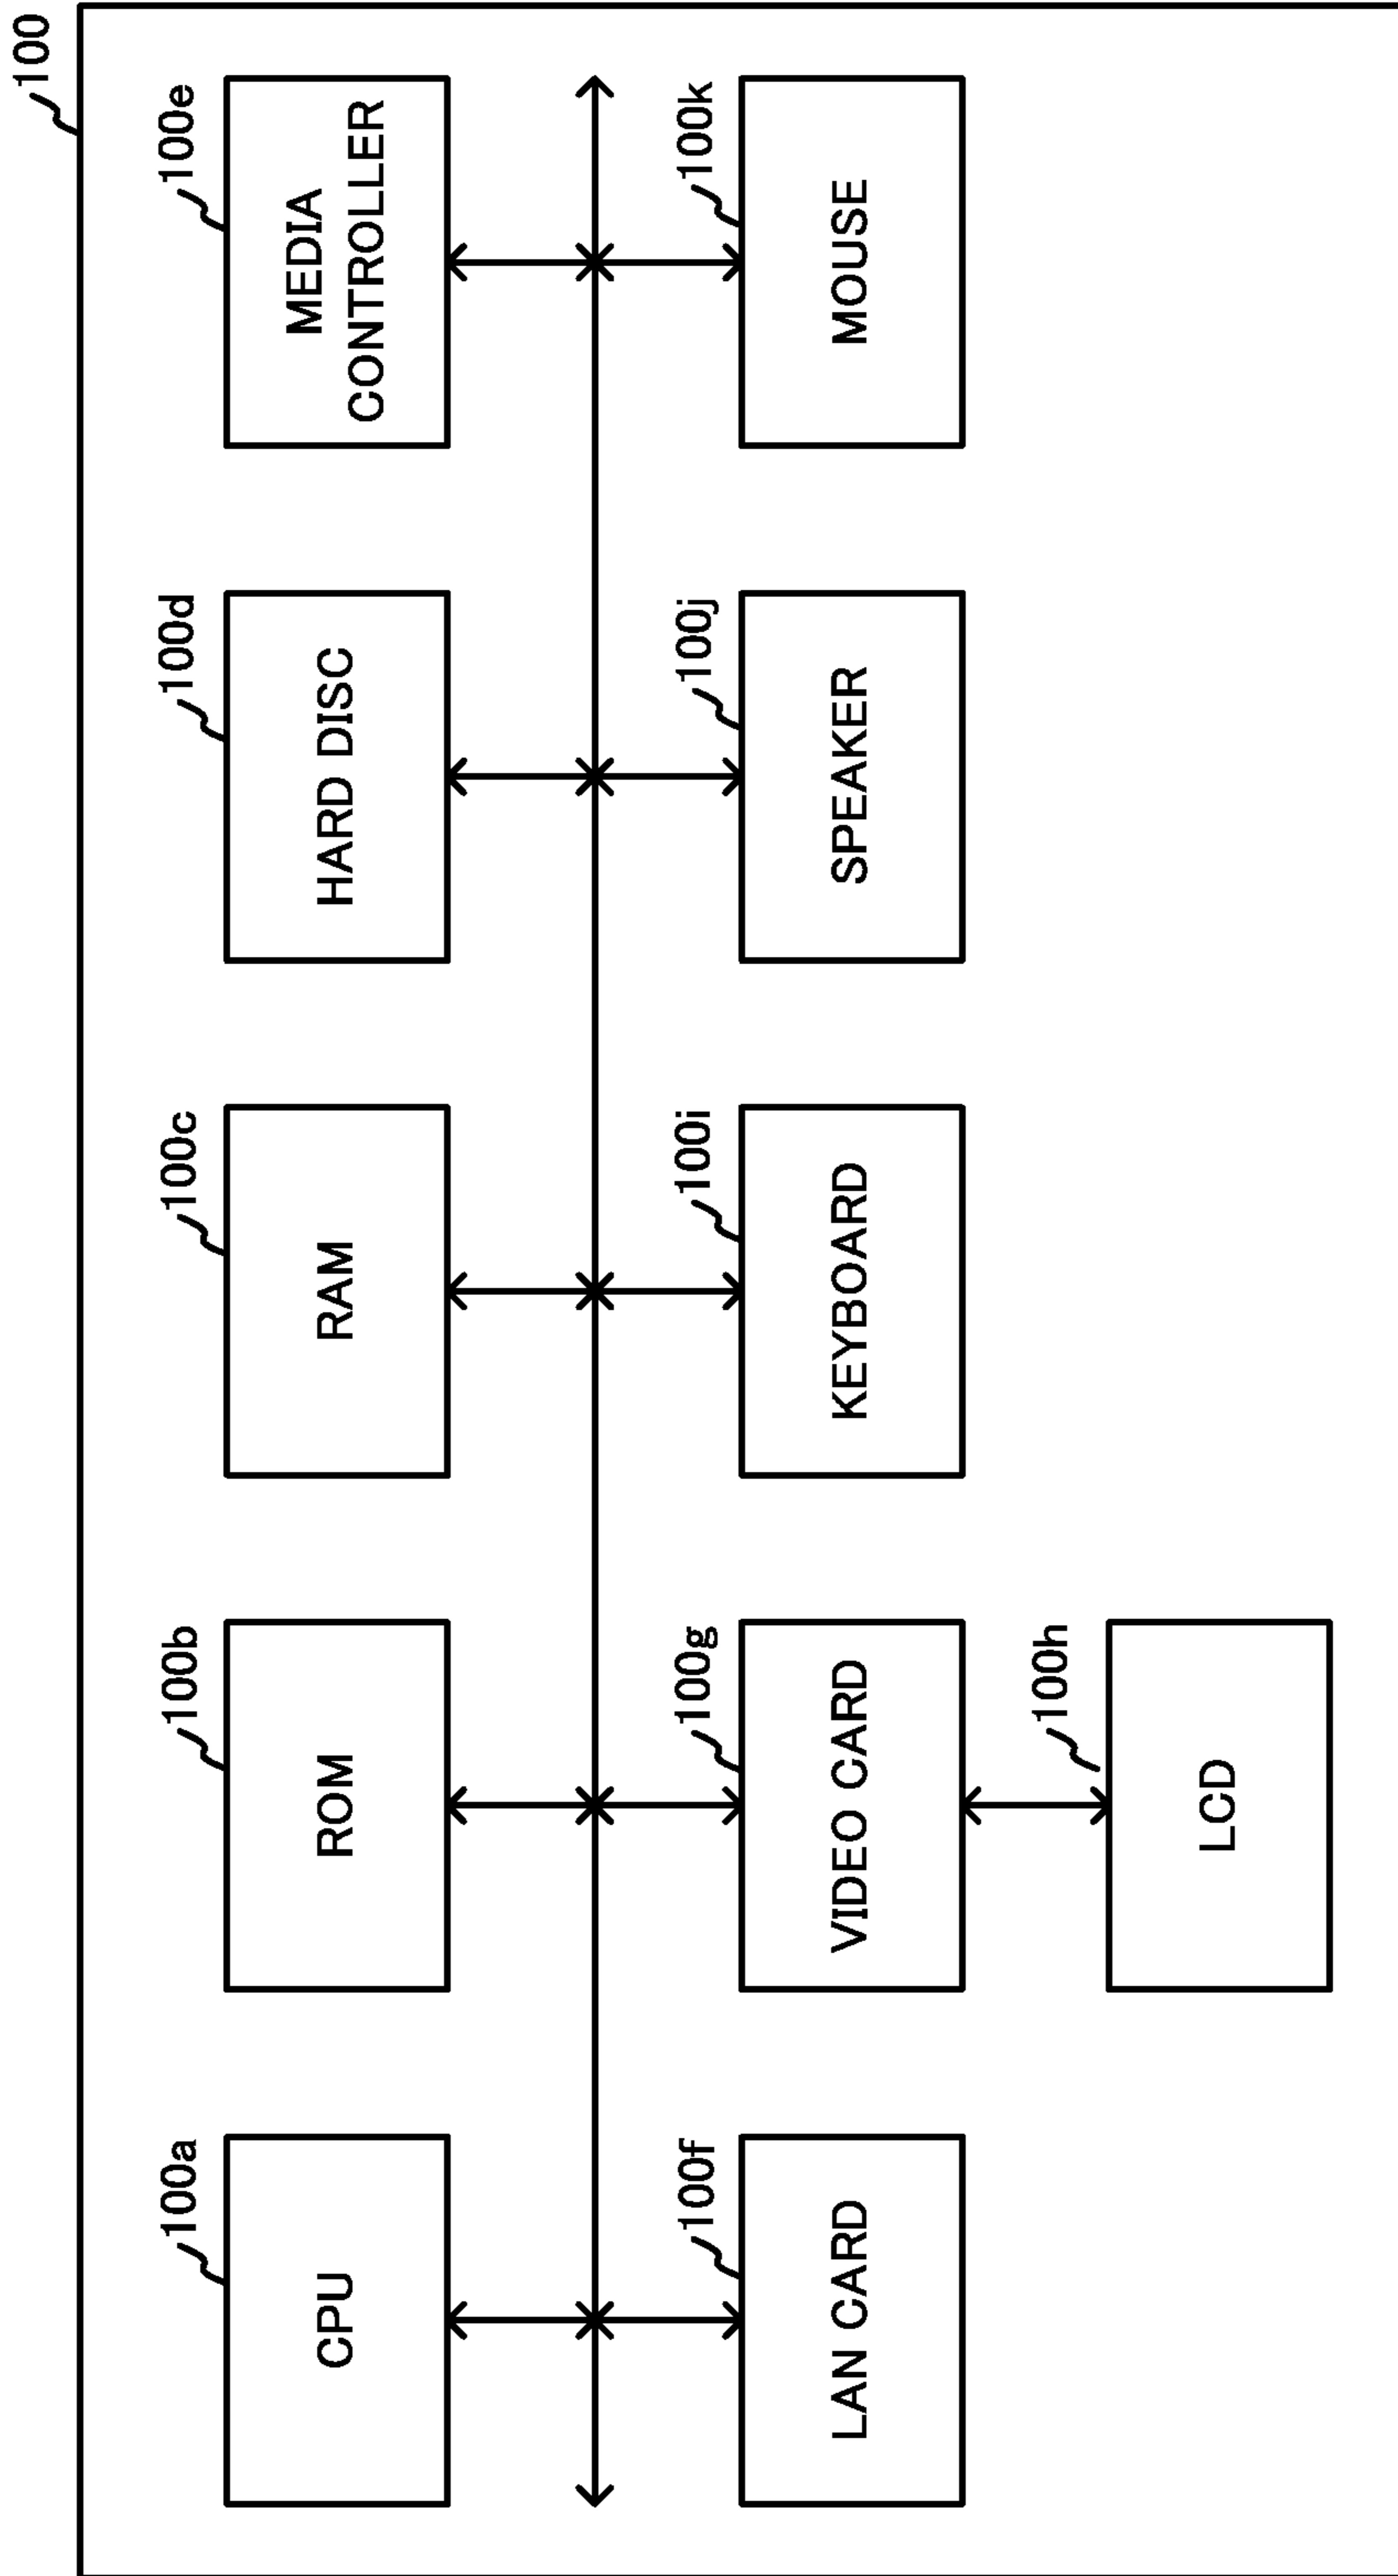 100
100a
CPU
100b
ROM
100c
RAM
100d
HARD DISC
100e
MEDIA
CONTROLLER
100f
LAN CARD
100g
VIDEO CARD
100i
KEYBOARD
100j
SPEAKER
100k
MOUSE
100h
LCD